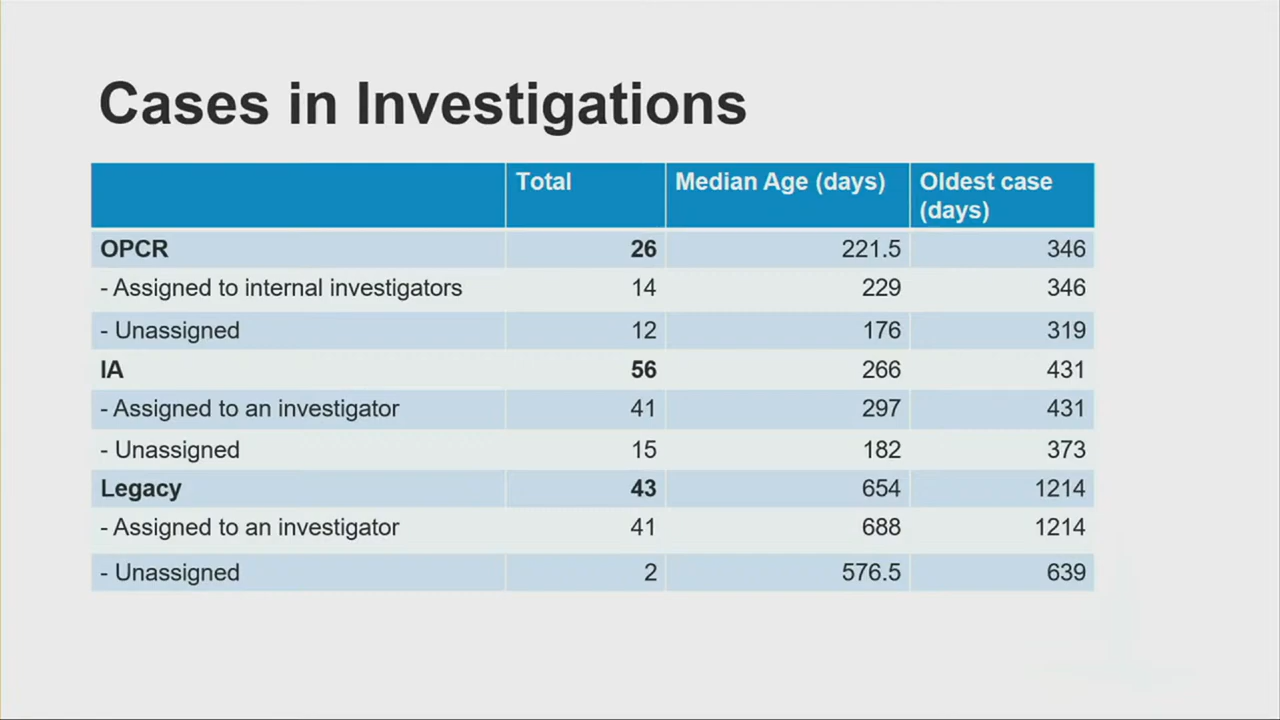 Cases in Investigations
Total Median Age (days) Oldest case (days)
OPCR 26 221.5 346
- Assigned to internal investigators 14 229 346
- Unassigned 12 176 319
IA 56 266 431
- Assigned to an investigator 41 297 431
- Unassigned 15 182 373
Legacy 43 654 1214
- Assigned to an investigator 41 688 1214
- Unassigned 2 576.5 639